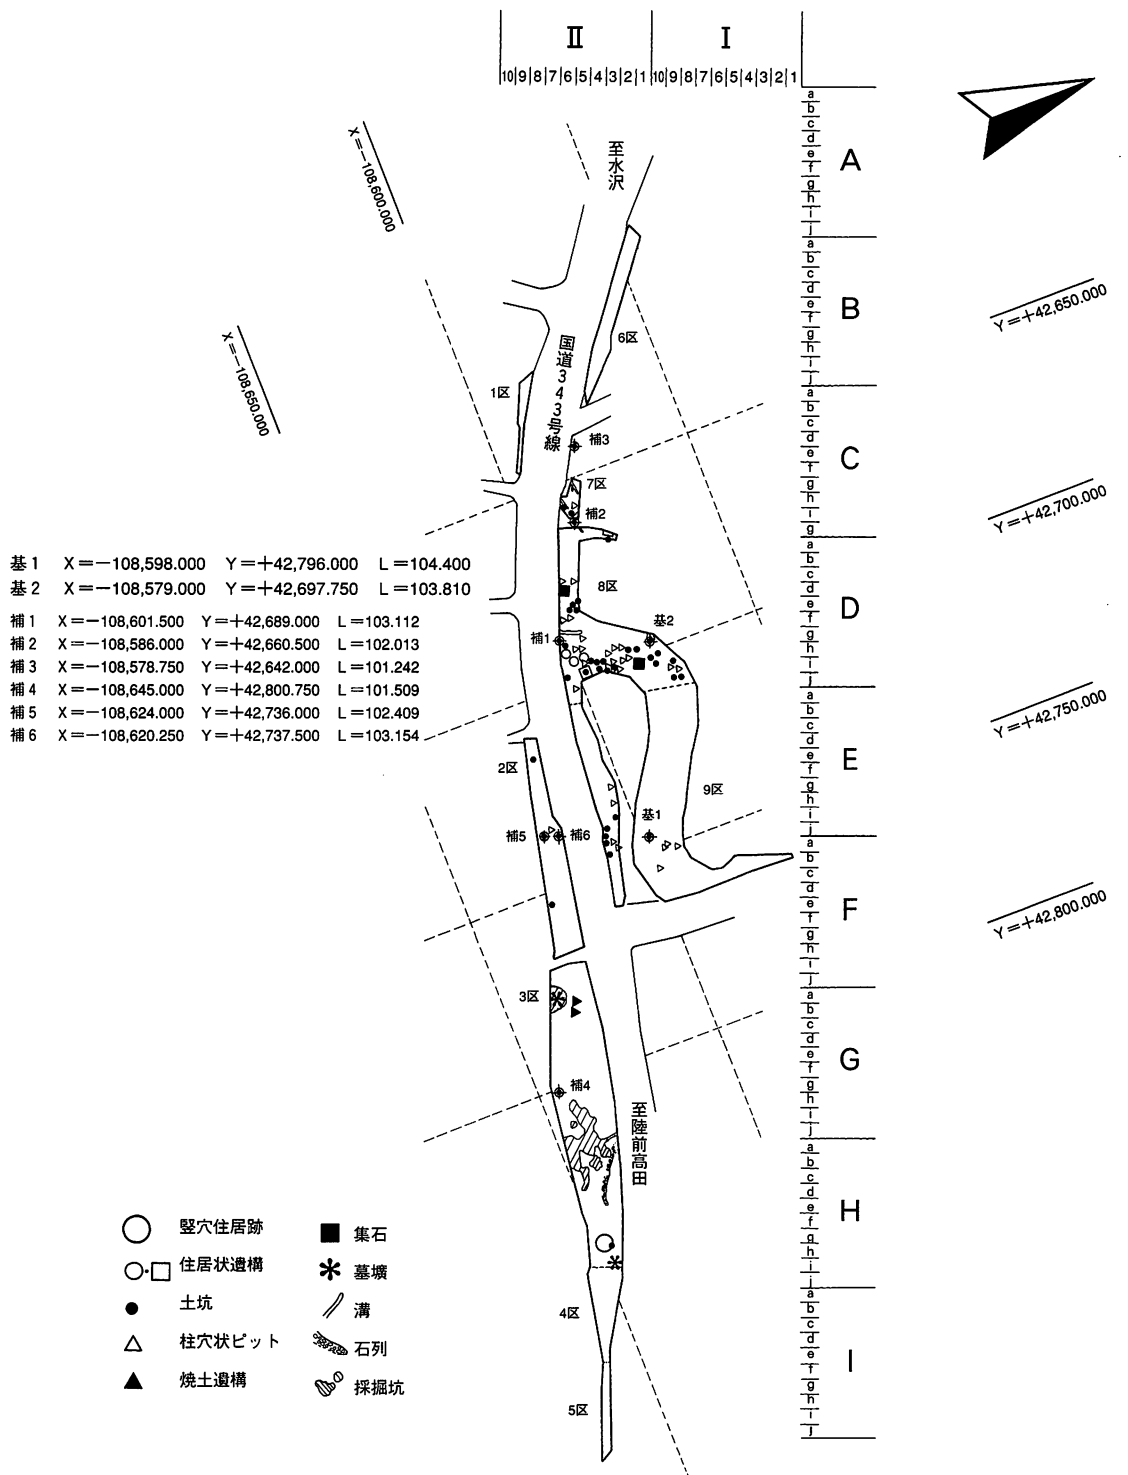 Ⅱ Ⅰ
10 9 8 7 6 5 4 3 2 1 10 9 8 7 6 5 4 3 2 1
a
b
c
d
e
f
g
h
i
j
A
a
b
c
d
e
f
g
h
i
j
B
a
b
c
d
e
f
g
h
i
j
C
a
b
c
d
e
f
g
h
i
j
D
a
b
c
d
e
f
g
h
i
j
E
a
b
c
d
e
f
g
h
i
j
F
a
b
c
d
e
f
g
h
i
j
G
a
b
c
d
e
f
g
h
i
j
H
a
b
c
d
e
f
g
h
i
j
I
至水沢
X=-108,600.000
X=-108,650.000
Y=+42,650.000
Y=+42,700.000
Y=+42,750.000
Y=+42,800.000
国道343号線
6区
1区
補3
7区
補2
8区
基2
補1
2区
9区
基1
補5
補6
3区
補4
至陸前高田
4区
5区
基1 X=-108,598.000 Y=+42,796.000 L=104.400
基2 X=-108,579.000 Y=+42,697.750 L=103.810
補1 X=-108,601.500 Y=+42,689.000 L=103.112
補2 X=-108,586.000 Y=+42,660.500 L=102.013
補3 X=-108,578.750 Y=+42,642.000 L=101.242
補4 X=-108,645.000 Y=+42,800.750 L=101.509
補5 X=-108,624.000 Y=+42,736.000 L=102.409
補6 X=-108,620.250 Y=+42,737.500 L=103.154
竪穴住居跡
住居状遺構
土坑
柱穴状ピット
焼土遺構
集石
墓壙
溝
石列
採掘坑